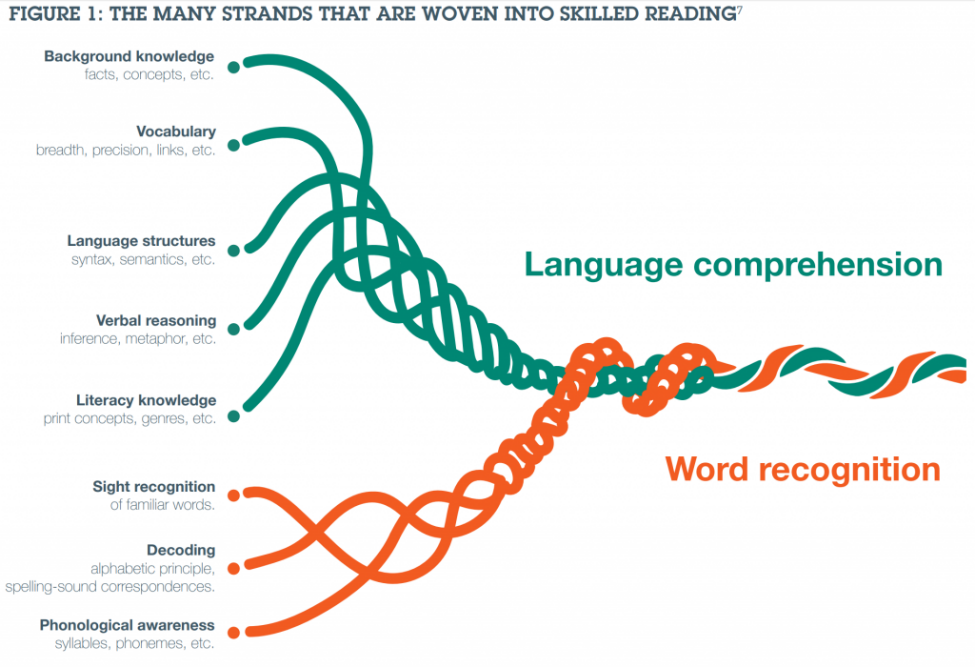 FIGURE 1: THE MANY STRANDS THAT ARE WOVEN INTO SKILLED READING7
Background knowledge
facts, concepts, etc.
Vocabulary
breadth, precision, links, etc.
Language structures
syntax, semantics, etc.
Verbal reasoning
inference, metaphor, etc.
Literacy knowledge
print concepts, genres, etc.
Language comprehension
Sight recognition
of familiar words.
Decoding
alphabetic principle,
spelling-sound correspondences.
Phonological awareness
syllables, phonemes, etc.
Word recognition